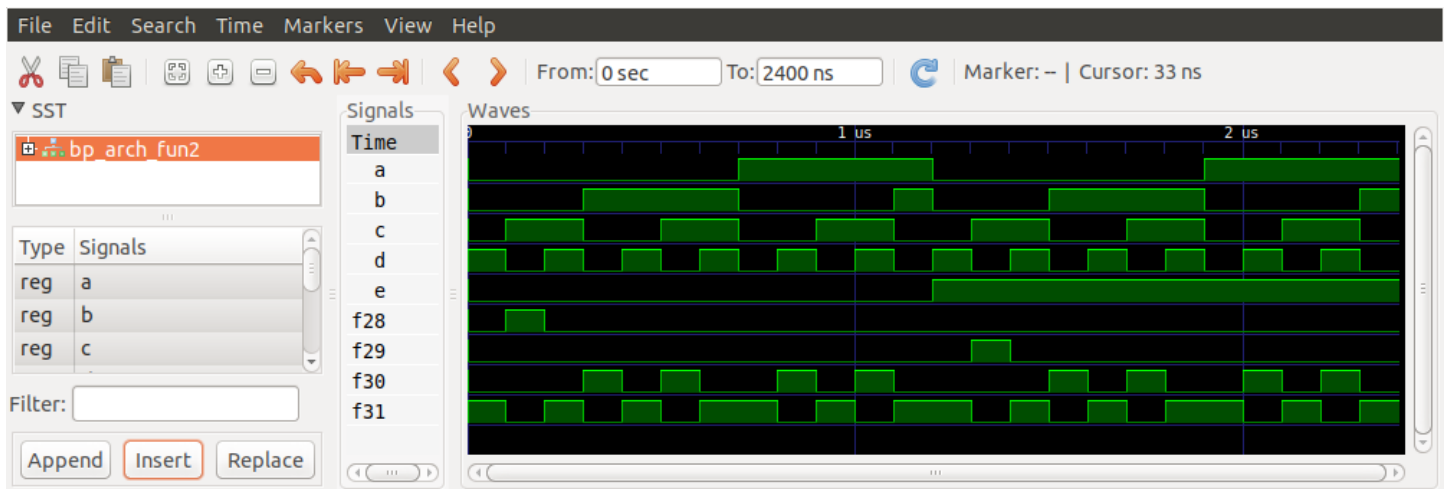 File Edit Search Time Markers View Help
From: 0 sec To: 2400 ns Marker: -- | Cursor: 33 ns
SST
bp_arch_fun2
Type Signals
reg a
reg b
reg c
Filter:
Append Insert Replace
Signals
Time
a
b
c
d
e
f28
f29
f30
f31
Waves
0 1 us 2 us